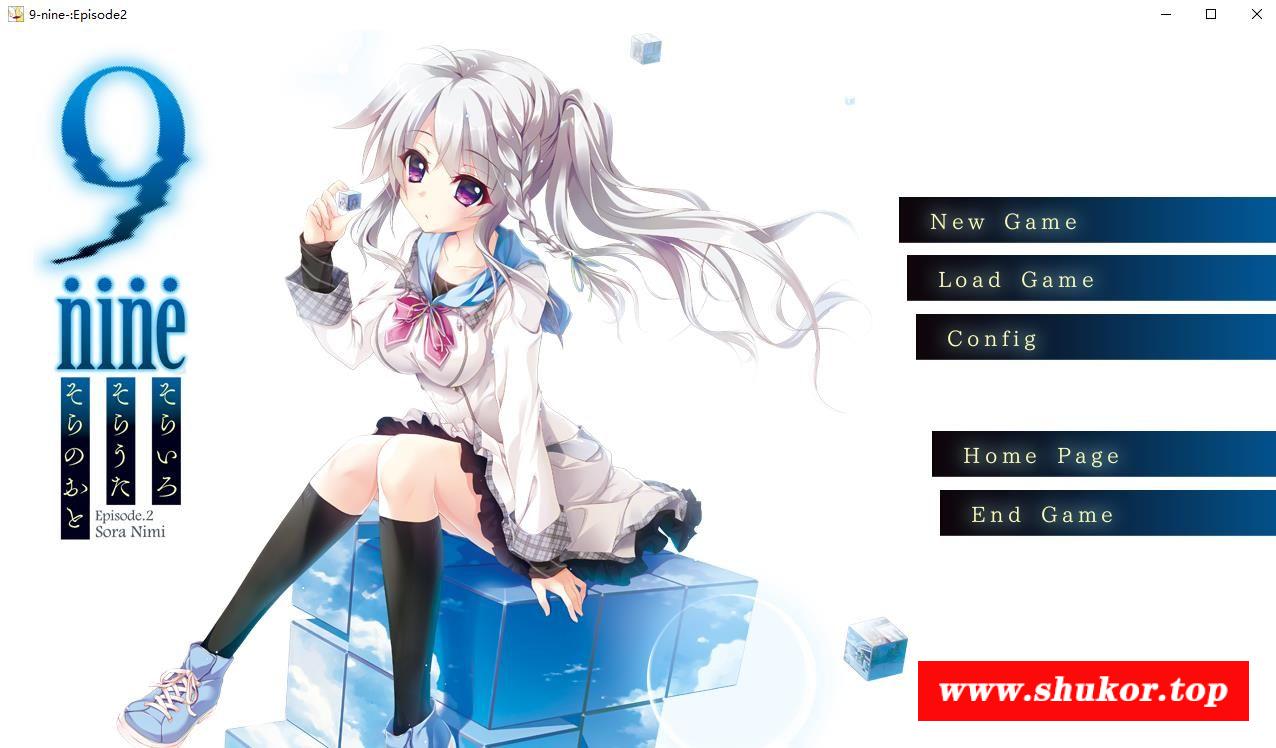 9-nine-:Episode2
9
nine
そらいろ
そらうた
そらのおと
Episode.2
Sora Nimi
New Game
Load Game
Config
Home Page
End Game
www.shukor.top